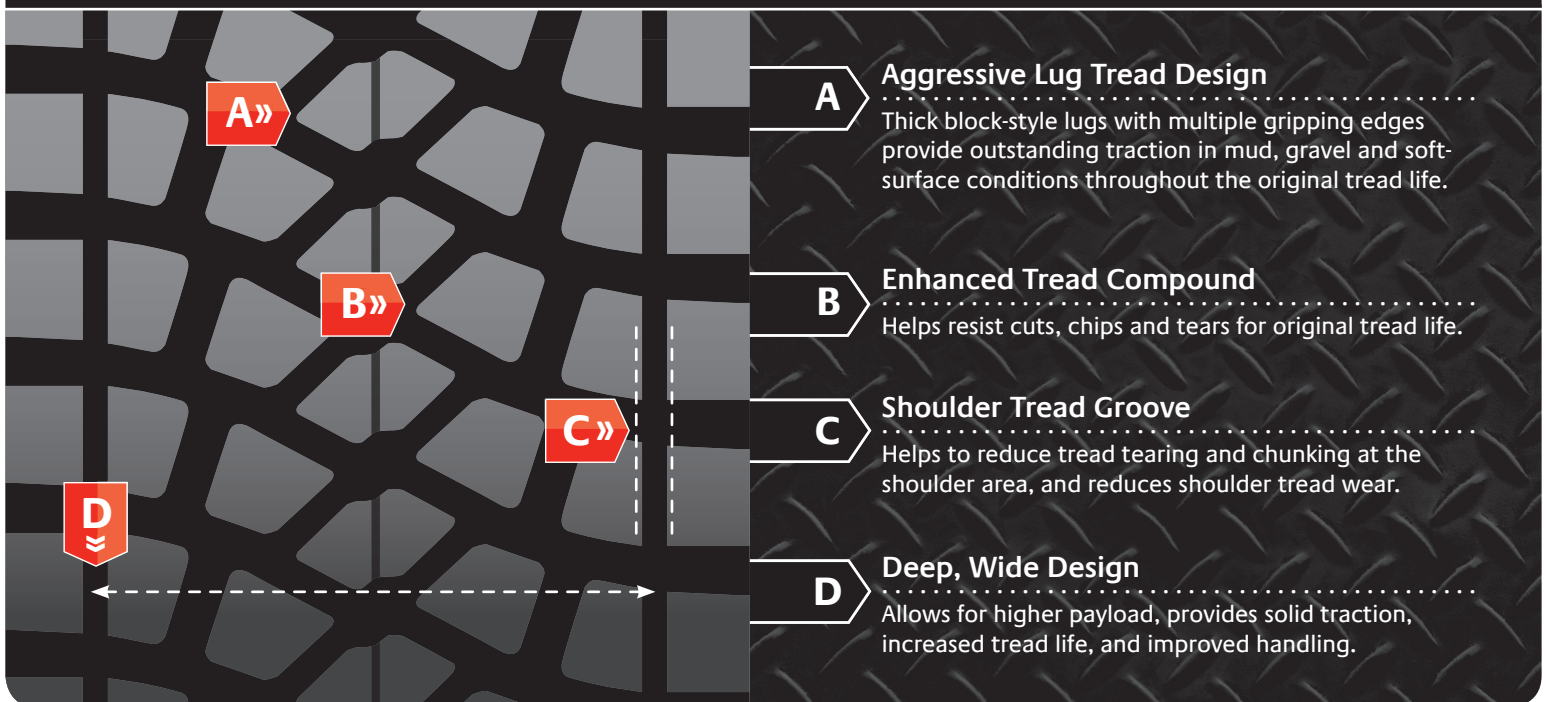 A»
B»
C»
D
»
A
Aggressive Lug Tread Design
Thick block-style lugs with multiple gripping edges
provide outstanding traction in mud, gravel and soft-
surface conditions throughout the original tread life.
B
Enhanced Tread Compound
Helps resist cuts, chips and tears for original tread life.
C
Shoulder Tread Groove
Helps to reduce tread tearing and chunking at the
shoulder area, and reduces shoulder tread wear.
D
Deep, Wide Design
Allows for higher payload, provides solid traction,
increased tread life, and improved handling.